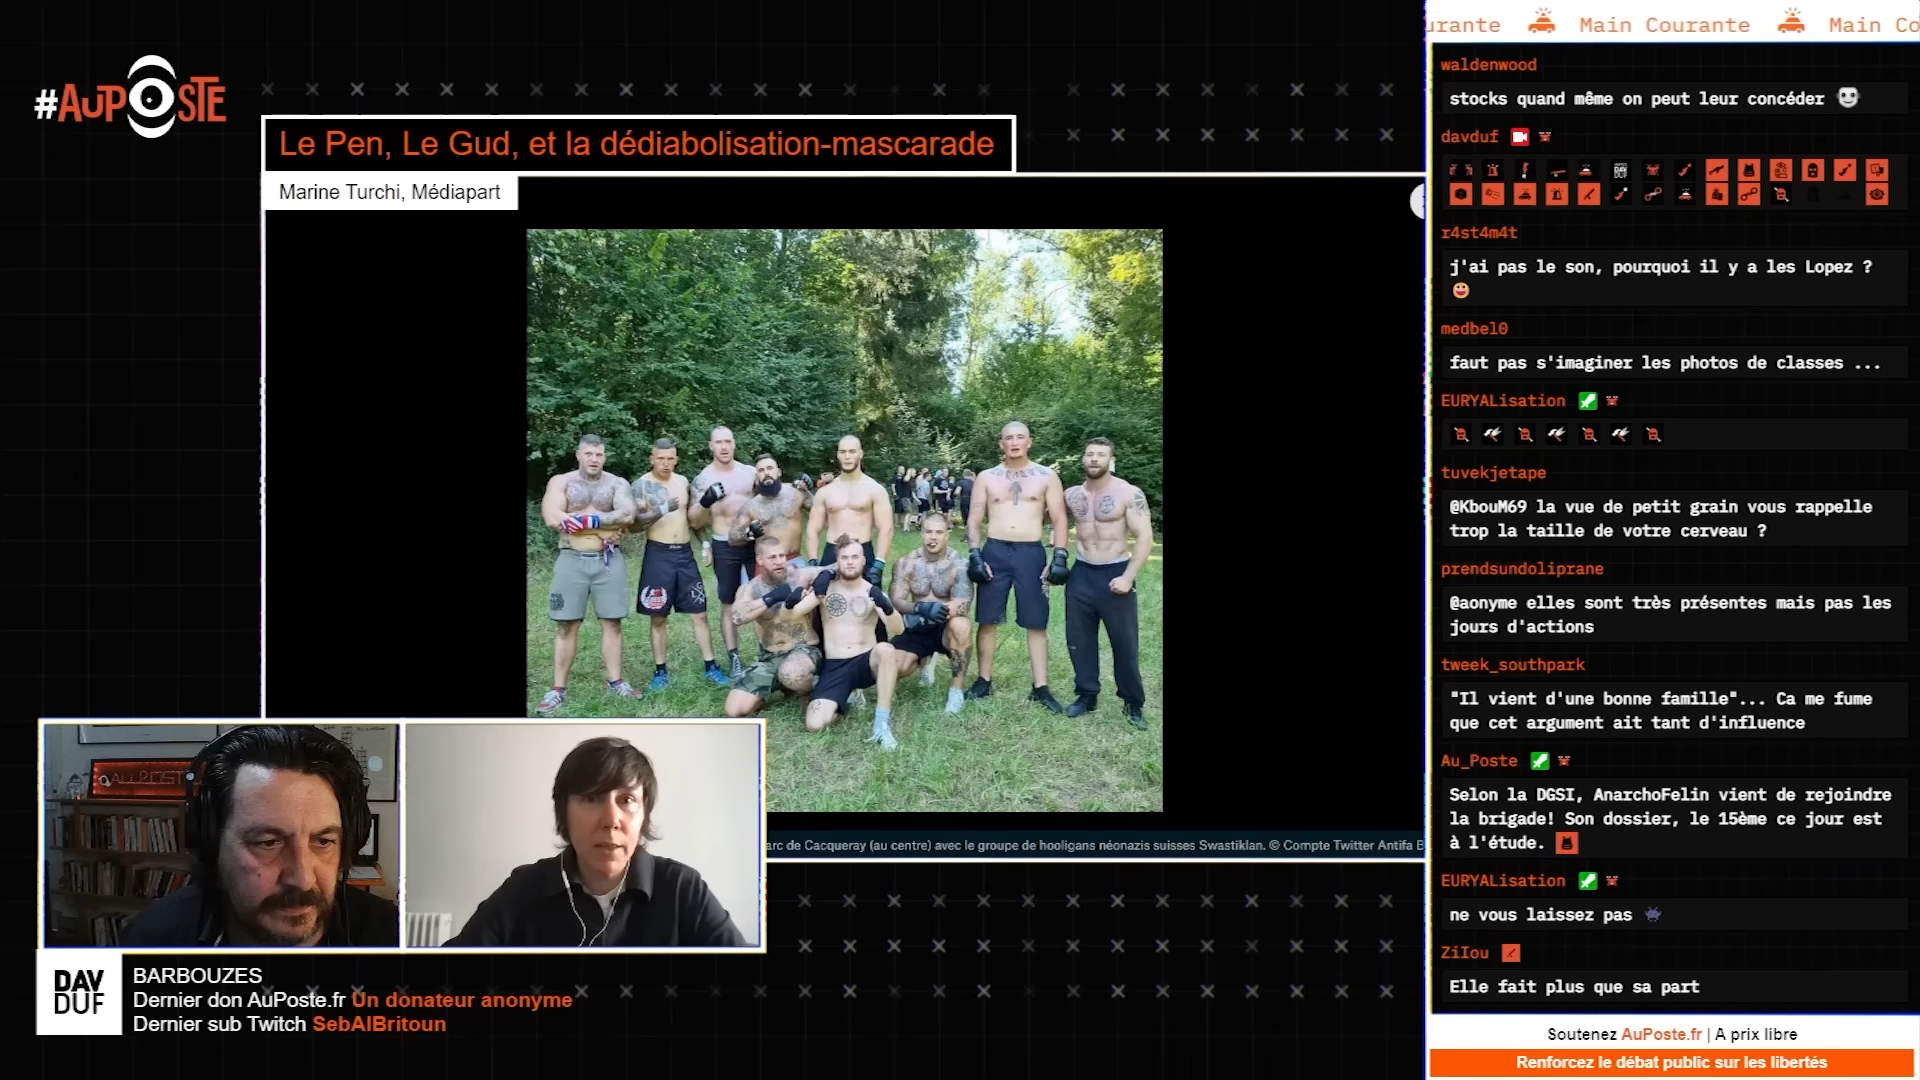 #AUPOSTE
Le Pen, Le Gud, et la dédiabolisation-mascarade
Marine Turchi, Médiapart
arc de Cacqueray (au centre) avec le groupe de hooligans néonazis suisses Swastiklan. © Compte Twitter Antifa B
AU POST
DAV
DUF
BARBOUZES
Dernier don AuPoste.fr Un donateur anonyme
Dernier sub Twitch SebAlBritoun
urante Main Courante Main Co
waldenwood
stocks quand même on peut leur concéder
davduf
r4st4m4t
j'ai pas le son, pourquoi il y a les Lopez ?
medbel0
faut pas s'imaginer les photos de classes ...
EURYALisation
tuvekjetape
@KbouM69 la vue de petit grain vous rappelle
trop la taille de votre cerveau ?
prendsundoliprane
@aonyme elles sont très présentes mais pas les
jours d'actions
tweek_southpark
"Il vient d'une bonne famille"... Ca me fume
que cet argument ait tant d'influence
Au_Poste
Selon la DGSI, AnarchoFelin vient de rejoindre
la brigade! Son dossier, le 15ème ce jour est
à l'étude.
EURYALisation
ne vous laissez pas
ZiIou
Elle fait plus que sa part
Soutenez AuPoste.fr | A prix libre
Renforcez le débat public sur les libertés